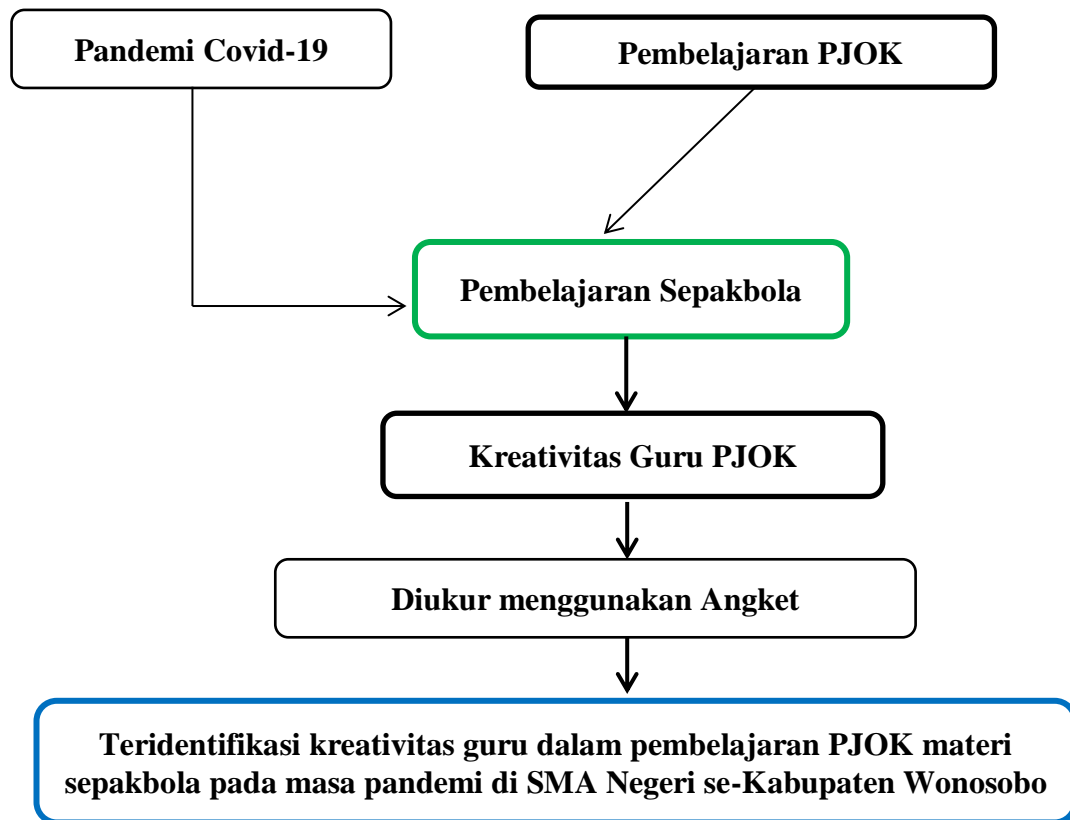 Pandemi Covid-19
Pembelajaran PJOK
Pembelajaran Sepakbola
Kreativitas Guru PJOK
Diukur menggunakan Angket
Teridentifikasi kreativitas guru dalam pembelajaran PJOK materi
sepakbola pada masa pandemi di SMA Negeri se-Kabupaten Wonosobo